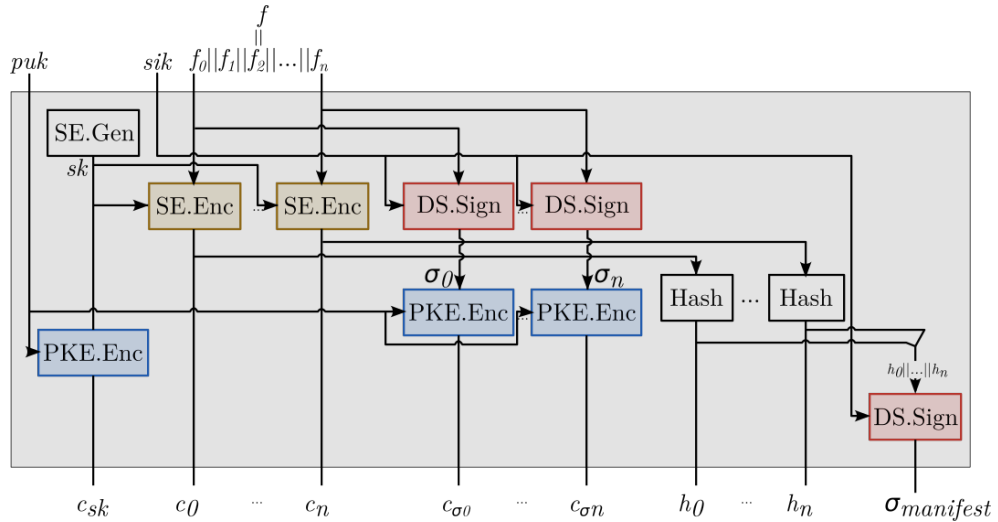 f
||
puk sik f0||f1||f2||...||fn
SE.Gen
sk
SE.Enc ... SE.Enc DS.Sign ... DS.Sign
σ0 σn
PKE.Enc ... PKE.Enc Hash ... Hash
PKE.Enc
h0||...||hn
DS.Sign
csk c0 ... cn cσ0 ... cσn h0 ... hn σmanifest